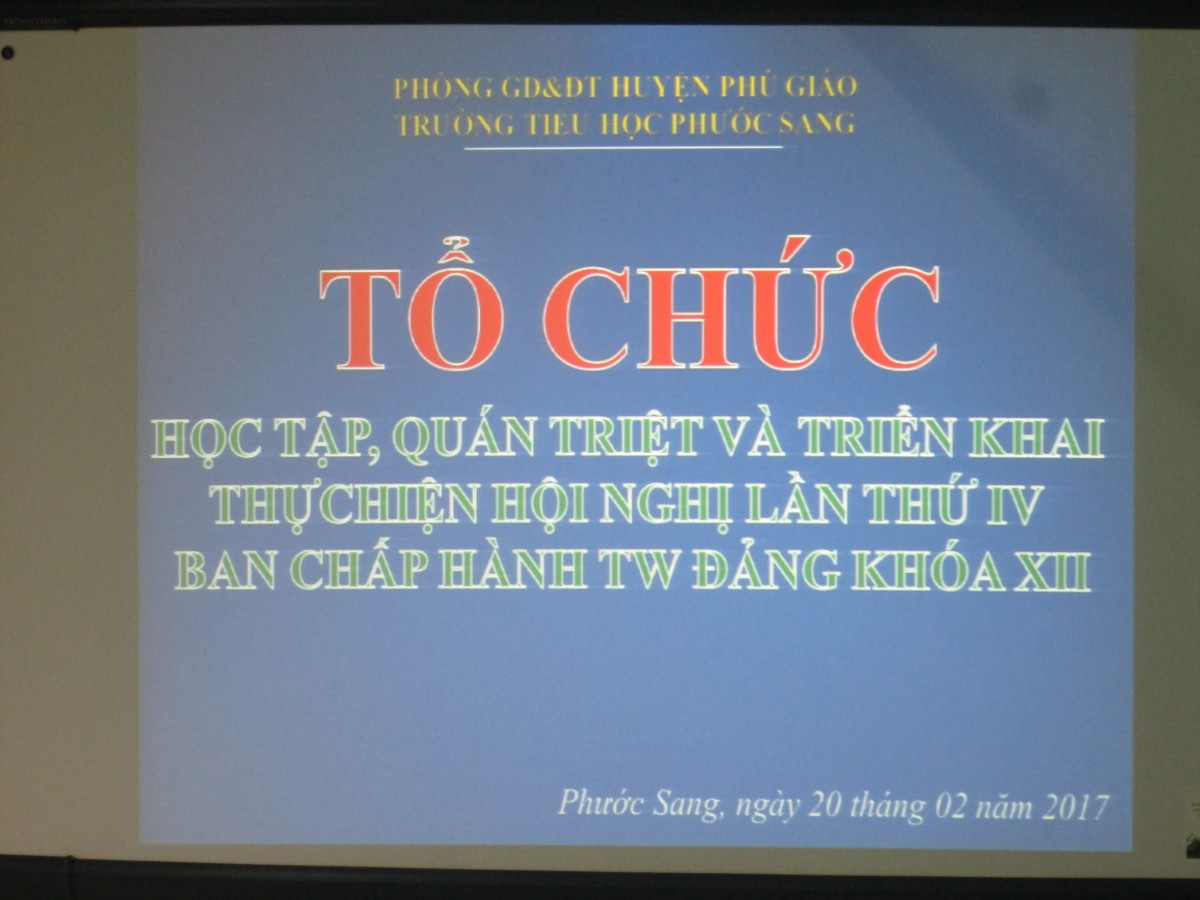 PHÒNG GD&ĐT HUYỆN PHÚ GIÁO
TRƯỜNG TIỂU HỌC PHƯỚC SANG
TỔ CHỨC
HỌC TẬP, QUÁN TRIỆT VÀ TRIỂN KHAI
THỰC HIỆN HỘI NGHỊ LẦN THỨ IV
BAN CHẤP HÀNH TW ĐẢNG KHÓA XII
Phước Sang, ngày 20 tháng 02 năm 2017